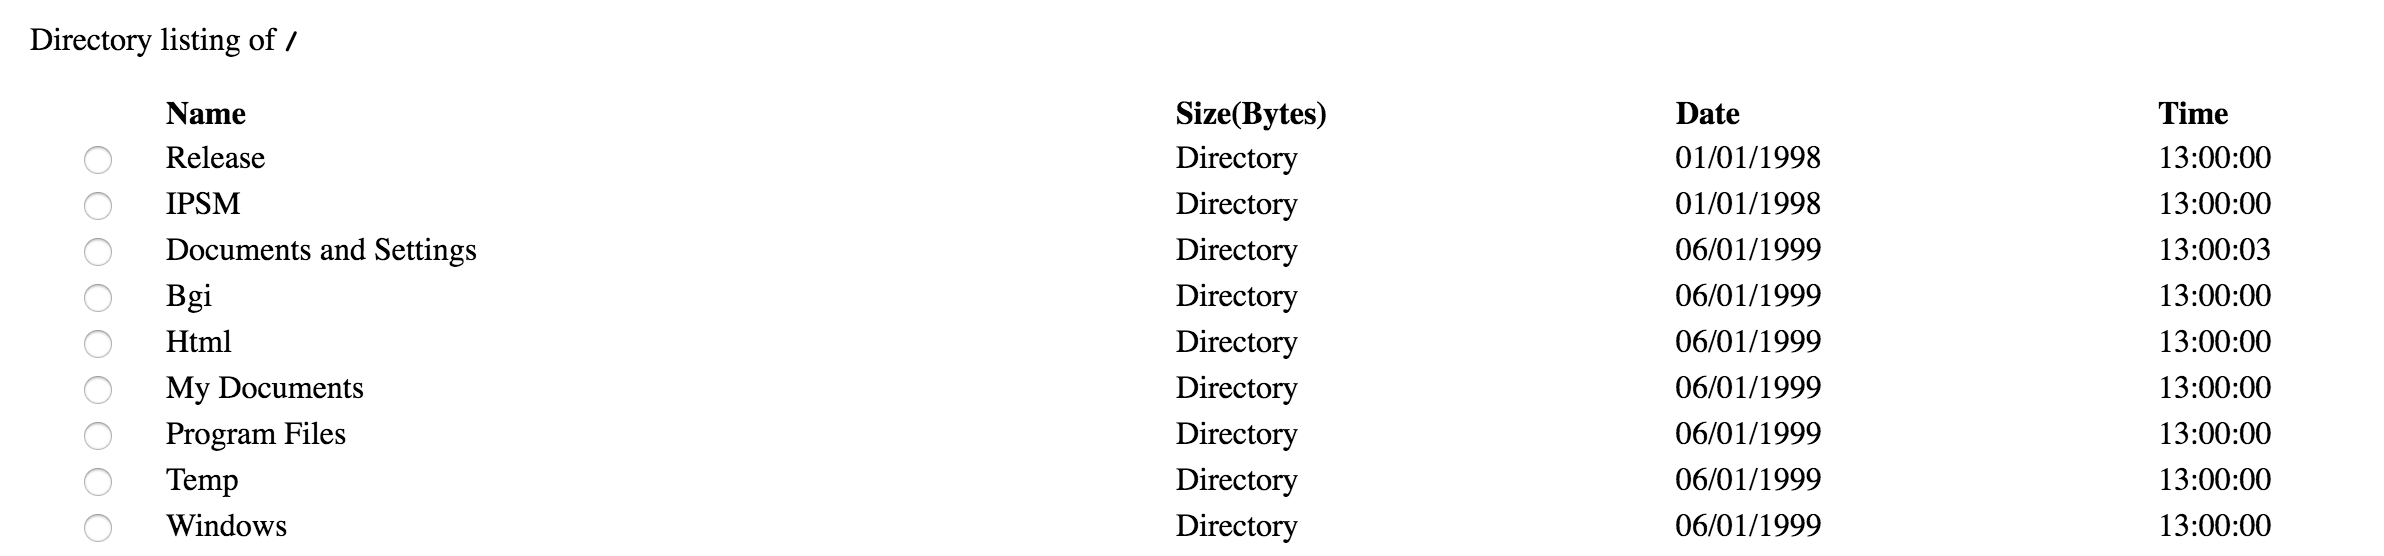 Directory listing of /
Name Size(Bytes) Date Time
Release Directory 01/01/1998 13:00:00
IPSM Directory 01/01/1998 13:00:00
Documents and Settings Directory 06/01/1999 13:00:03
Bgi Directory 06/01/1999 13:00:00
Html Directory 06/01/1999 13:00:00
My Documents Directory 06/01/1999 13:00:00
Program Files Directory 06/01/1999 13:00:00
Temp Directory 06/01/1999 13:00:00
Windows Directory 06/01/1999 13:00:00